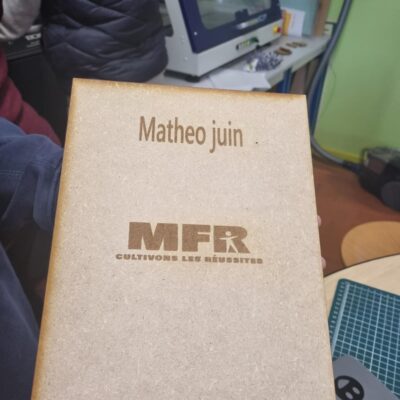 Matheo juin
MFR
CULTIVONS LES RÉUSSITES